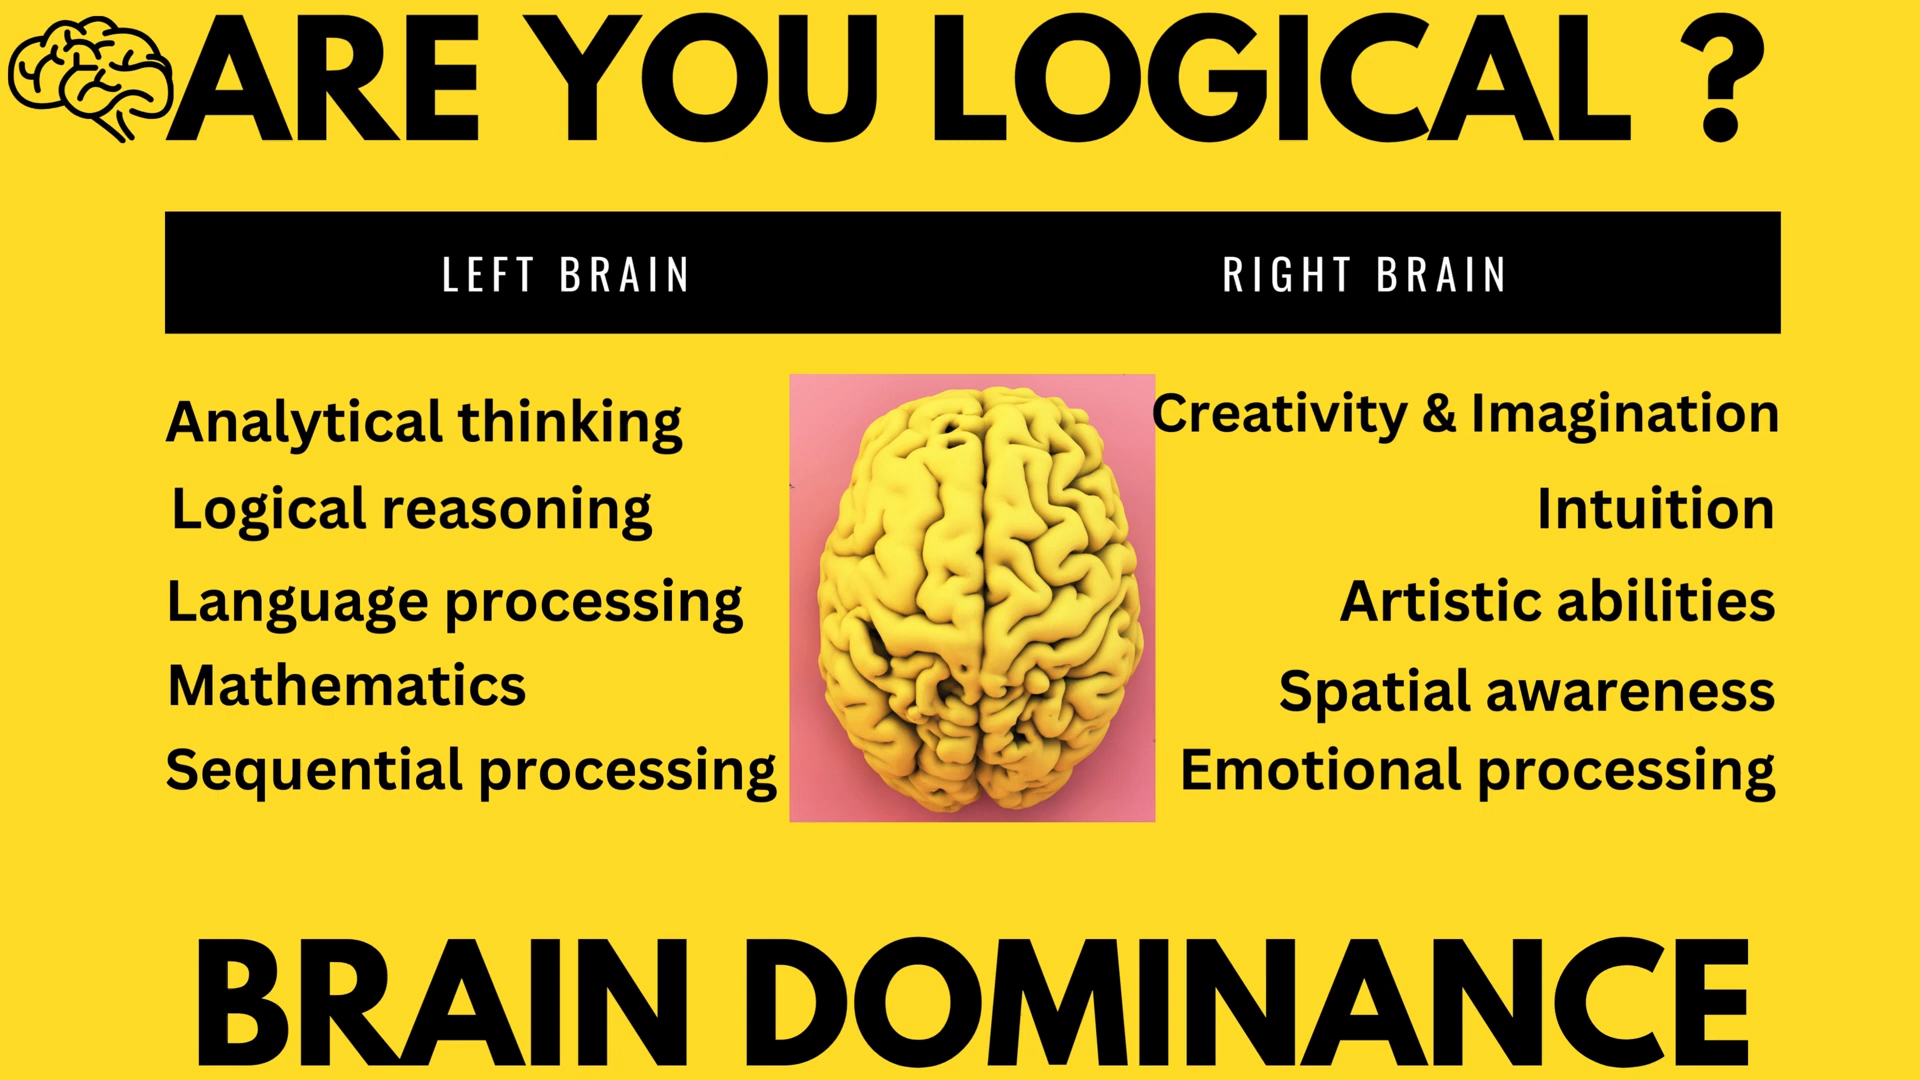 ARE YOU LOGICAL ?
LEFT BRAIN
RIGHT BRAIN
Analytical thinking
Logical reasoning
Language processing
Mathematics
Sequential processing
Creativity & Imagination
Intuition
Artistic abilities
Spatial awareness
Emotional processing
BRAIN DOMINANCE